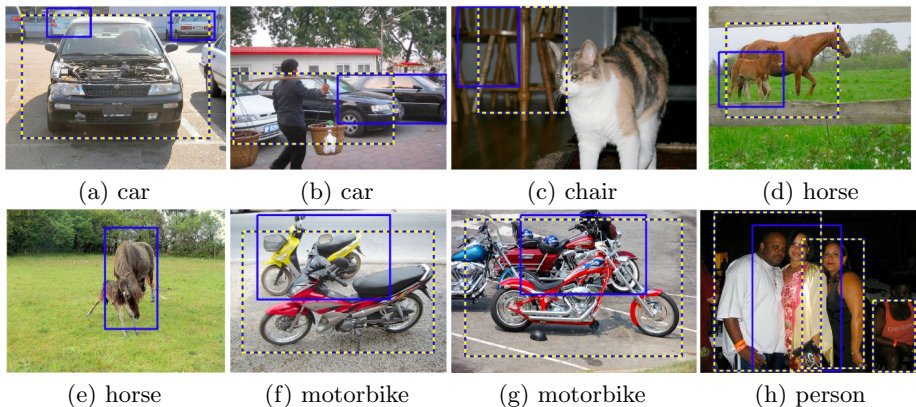 (a) car
(b) car
(c) chair
(d) horse
(e) horse
(f) motorbike
(g) motorbike
(h) person